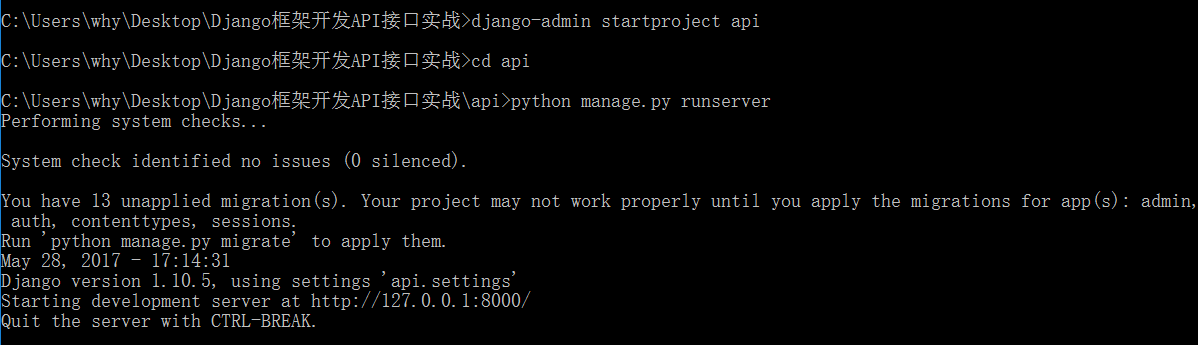 C:\Users\why\Desktop\Django框架开发API接口实战>django-admin startproject api
C:\Users\why\Desktop\Django框架开发API接口实战>cd api
C:\Users\why\Desktop\Django框架开发API接口实战\api>python manage.py runserver
Performing system checks...
System check identified no issues (0 silenced).
You have 13 unapplied migration(s). Your project may not work properly until you apply the migrations for app(s): admin,
 auth, contenttypes, sessions.
Run 'python manage.py migrate' to apply them.
May 28, 2017 - 17:14:31
Django version 1.10.5, using settings 'api.settings'
Starting development server at http://127.0.0.1:8000/
Quit the server with CTRL-BREAK.